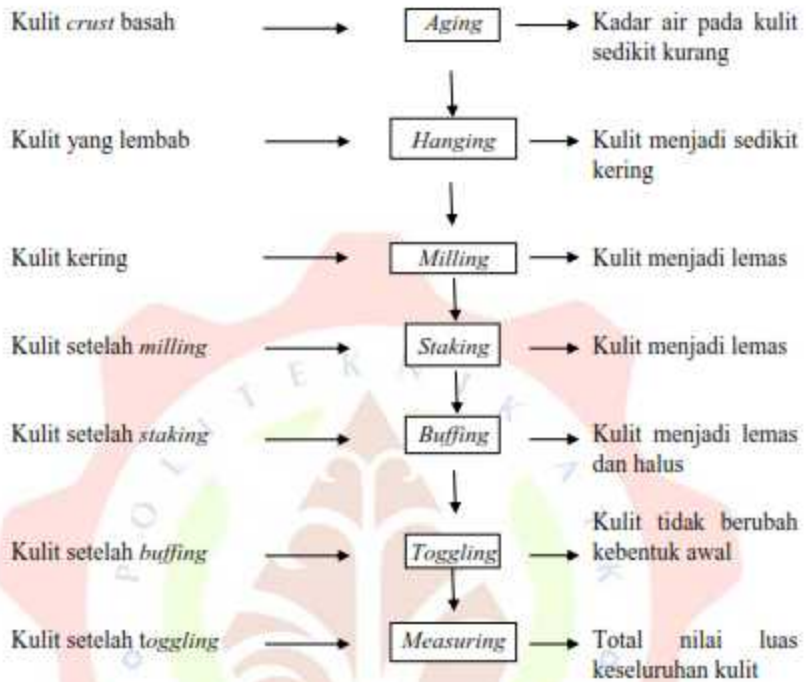 Kulit crust basah Aging Kadar air pada kulit
sedikit kurang
Kulit yang lembab Hanging Kulit menjadi sedikit
kering
Kulit kering Milling Kulit menjadi lemas
Kulit setelah milling Staking Kulit menjadi lemas
Kulit setelah staking Buffing Kulit menjadi lemas
dan halus
Kulit setelah buffing Toggling Kulit tidak berubah
kebentuk awal
Kulit setelah toggling Measuring Total nilai luas
keseluruhan kulit
POLITEKNIK